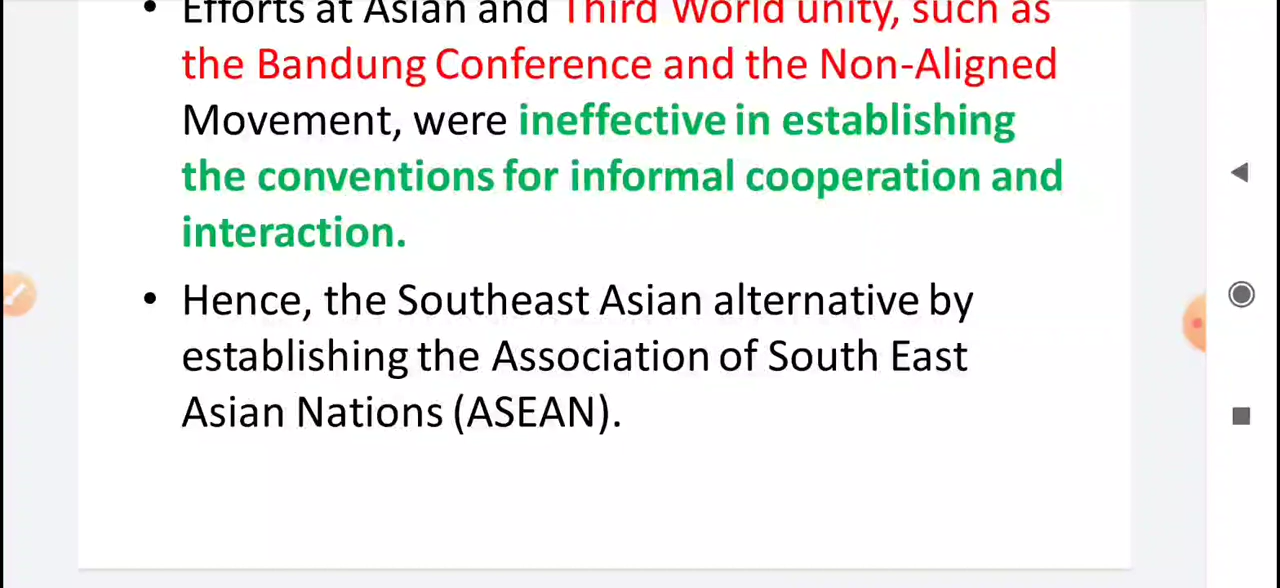 • Efforts at Asian and Third World unity, such as
the Bandung Conference and the Non-Aligned
Movement, were ineffective in establishing
the conventions for informal cooperation and
interaction.
• Hence, the Southeast Asian alternative by
establishing the Association of South East
Asian Nations (ASEAN).